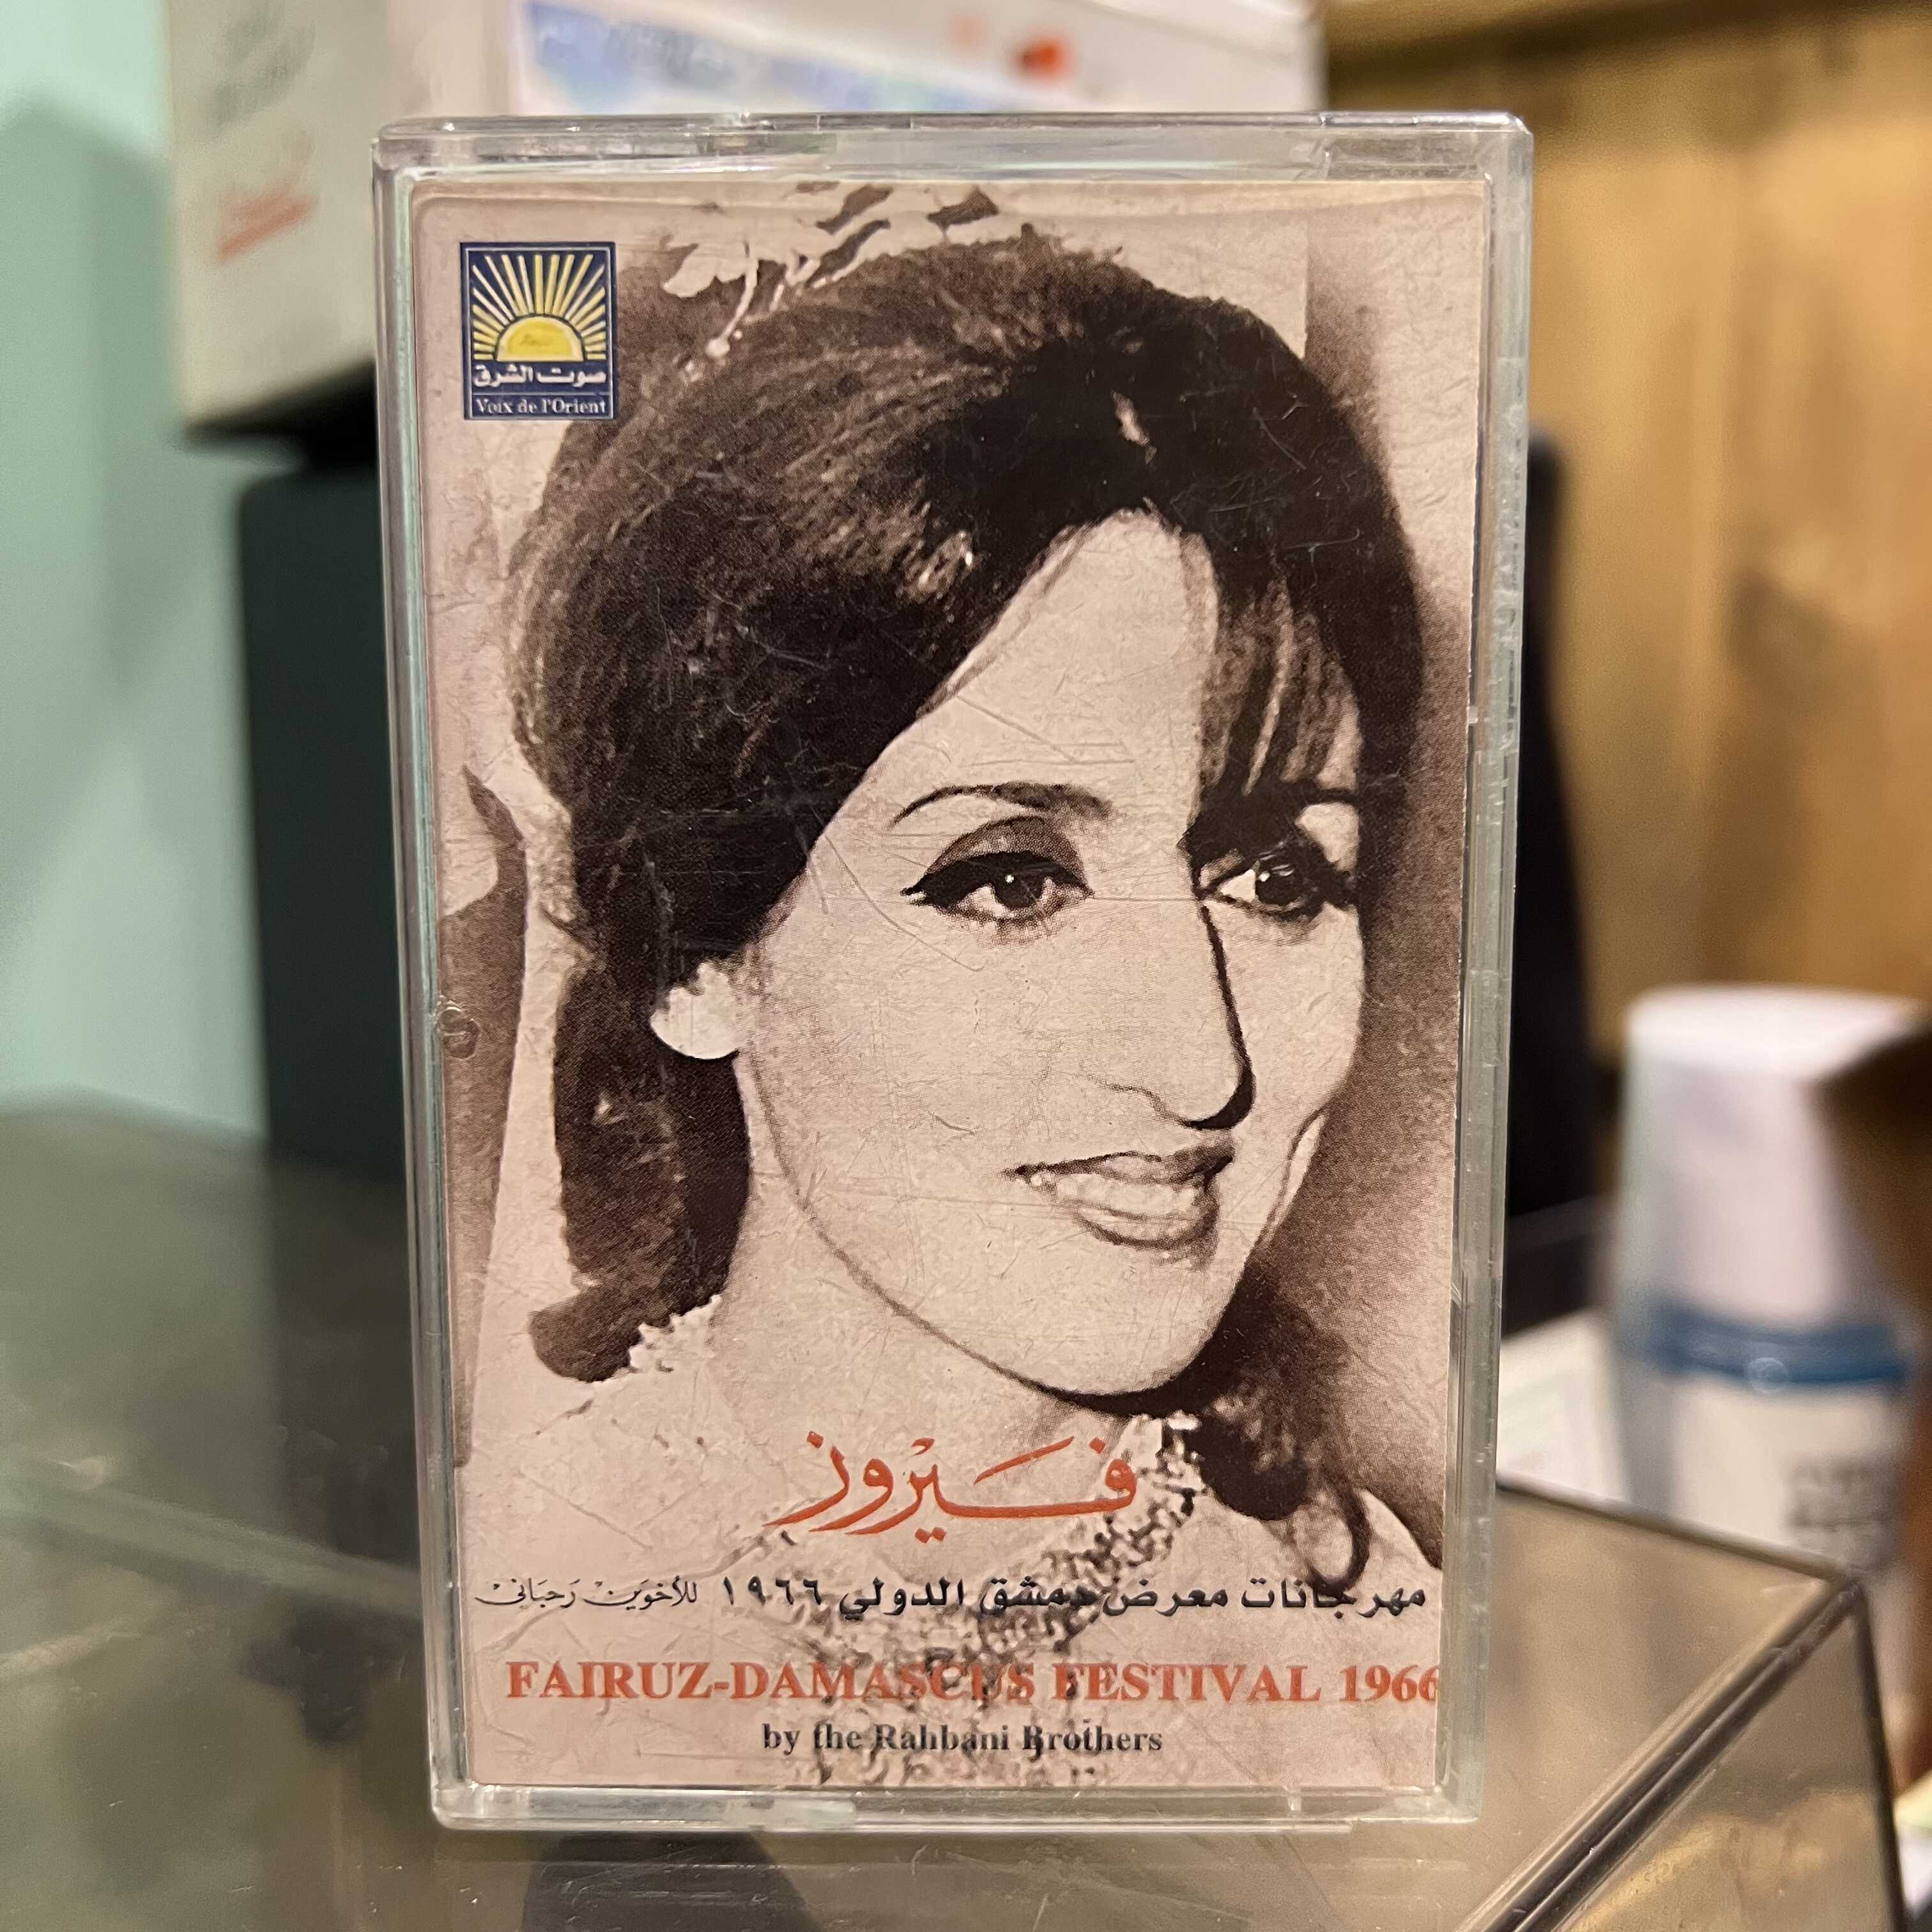 صوت الشرق
Voix de l'Orient
فيروز
مهرجانات معرض دمشق الدولي ١٩٦٦ للأخوين رحباني
FAIRUZ-DAMASCUS FESTIVAL 1966
by the Rahbani Brothers